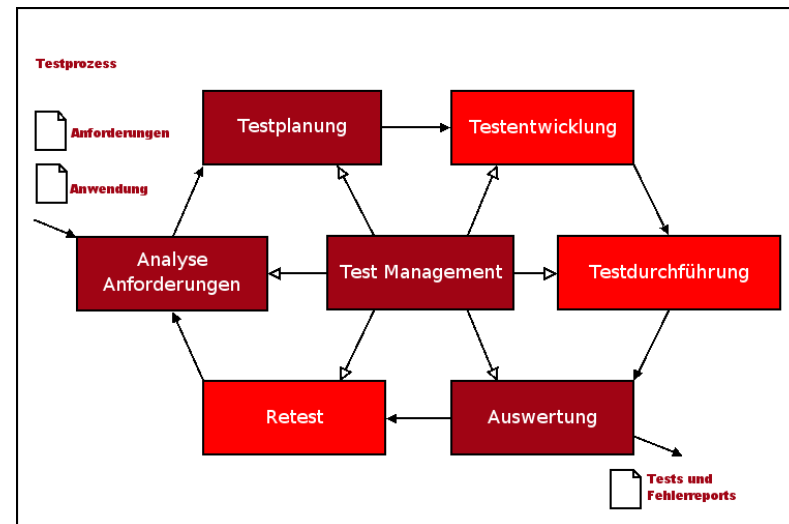 Testprozess
Anforderungen
Anwendung
Testplanung
Testentwicklung
Analyse
Anforderungen
Test Management
Testdurchführung
Retest
Auswertung
Tests und
Fehlerreports